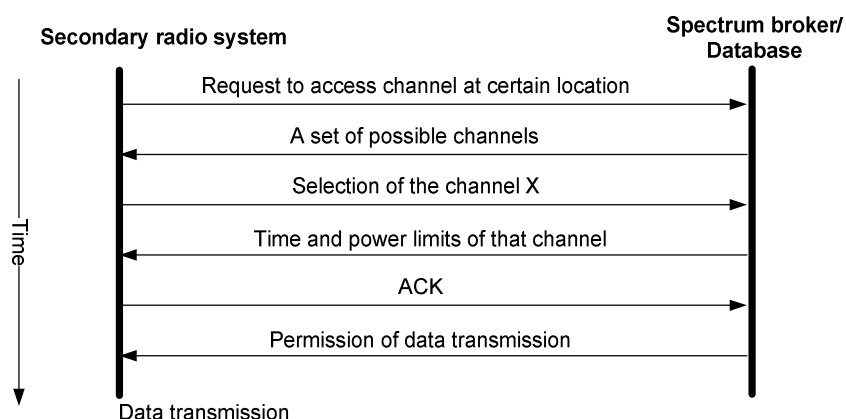 Secondary radio system
Spectrum broker/
Database
Request to access channel at certain location
A set of possible channels
Selection of the channel X
Time and power limits of that channel
ACK
Permission of data transmission
Time
Data transmission